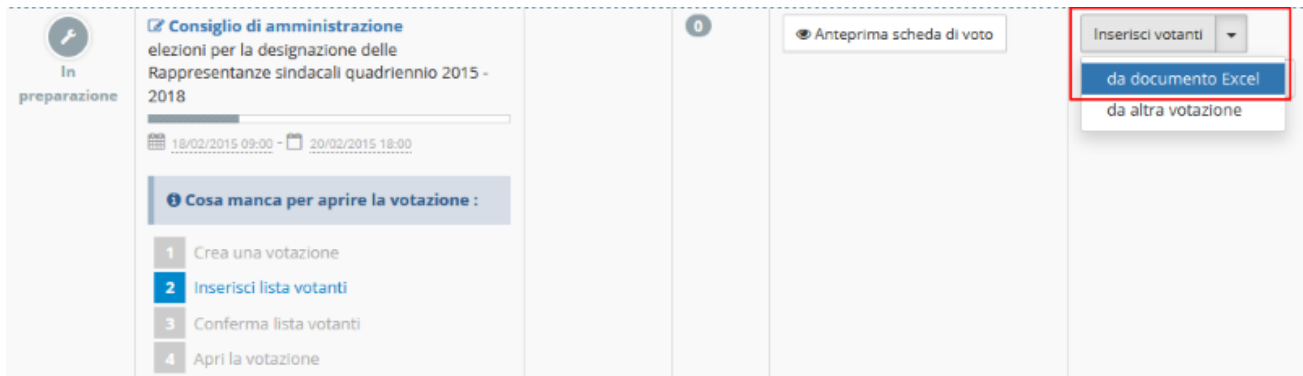 In
preparazione
Consiglio di amministrazione
elezioni per la designazione delle
Rappresentanze sindacali quadriennio 2015 -
2018
18/02/2015 09:00 - 20/02/2015 18:00
Cosa manca per aprire la votazione :
1 Crea una votazione
2 Inserisci lista votanti
3 Conferma lista votanti
4 Apri la votazione
0
Anteprima scheda di voto
Inserisci votanti
da documento Excel
da altra votazione